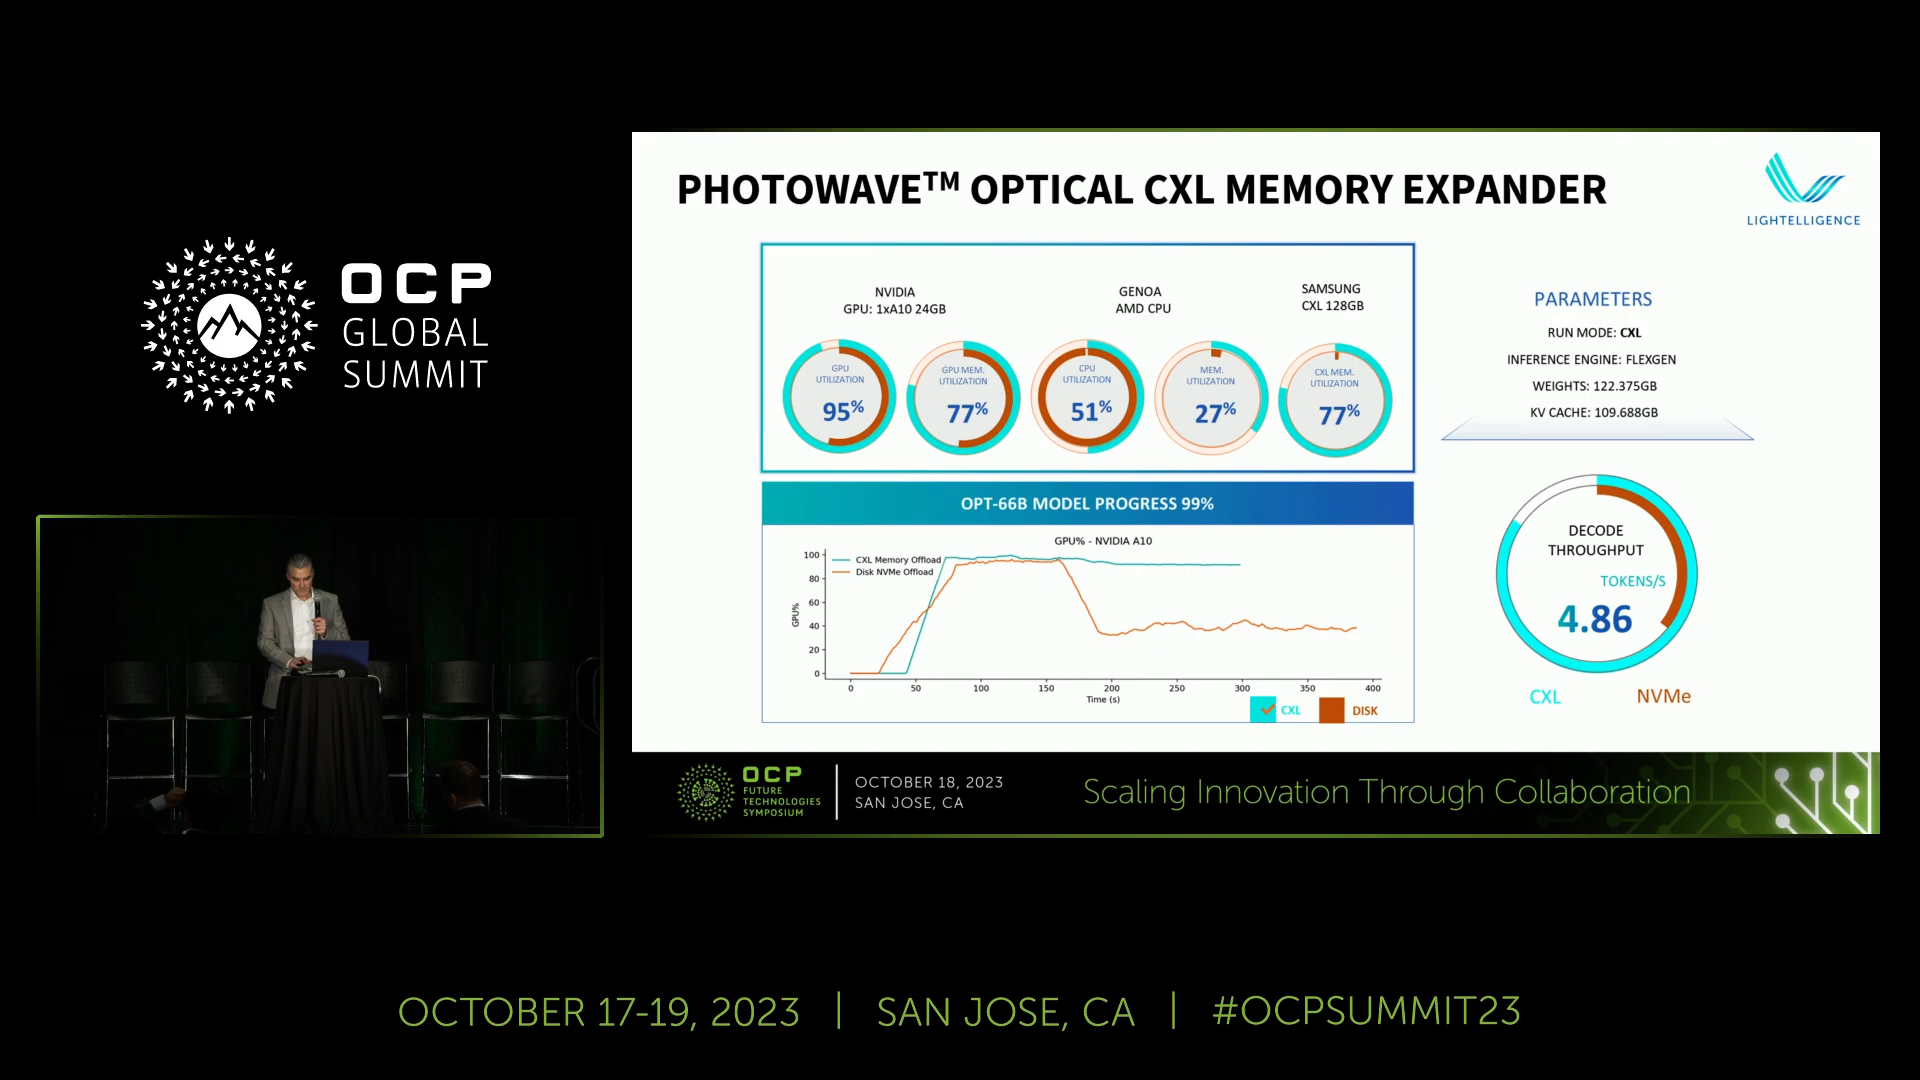 OCP
GLOBAL
SUMMIT
PHOTOWAVE™ OPTICAL CXL MEMORY EXPANDER
LIGHTELLIGENCE
NVIDIA
GPU: 1xA10 24GB
GENOA
AMD CPU
SAMSUNG
CXL 128GB
GPU
UTILIZATION
95%
GPU MEM.
UTILIZATION
77%
CPU
UTILIZATION
51%
MEM.
UTILIZATION
27%
CXL MEM.
UTILIZATION
77%
PARAMETERS
RUN MODE: CXL
INFERENCE ENGINE: FLEXGEN
WEIGHTS: 122.375GB
KV CACHE: 109.688GB
OPT-66B MODEL PROGRESS 99%
GPU% - NVIDIA A10
CXL Memory Offload
Disk NVMe Offload
GPU%
100
80
60
40
20
0
0 50 100 150 200 250 300 350 400
Time (s)
CXL DISK
DECODE
THROUGHPUT
TOKENS/S
4.86
CXL NVMe
OCP
FUTURE
TECHNOLOGIES
SYMPOSIUM
OCTOBER 18, 2023
SAN JOSE, CA
Scaling Innovation Through Collaboration
OCTOBER 17-19, 2023 | SAN JOSE, CA | #OCPSUMMIT23